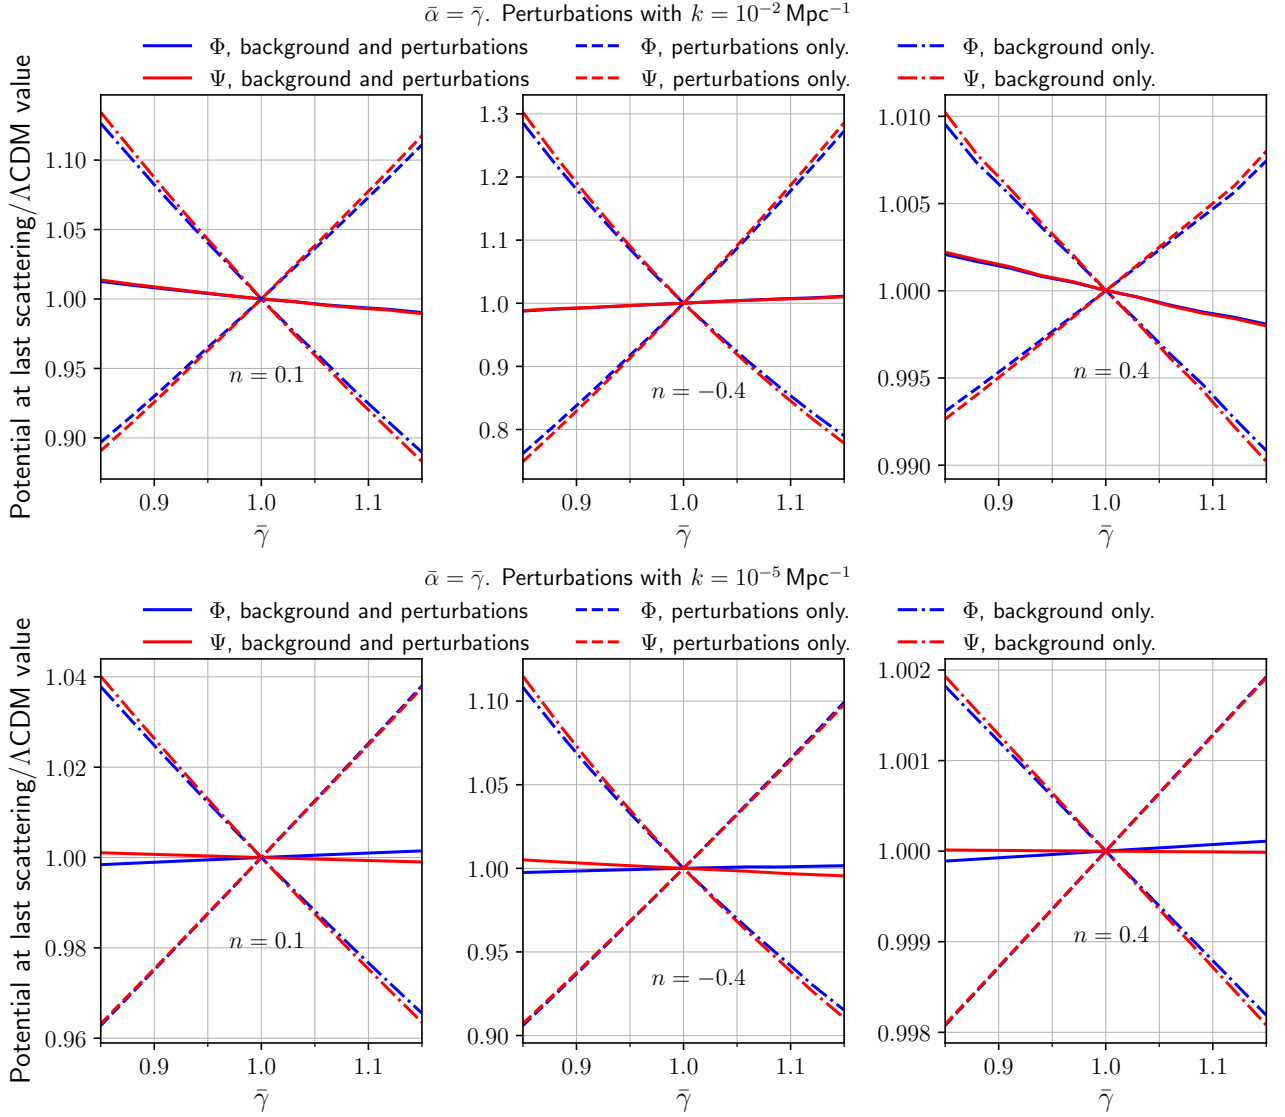 ᾱ = γ̄. Perturbations with k = 10⁻² Mpc⁻¹
Φ, background and perturbations
Φ, perturbations only.
Φ, background only.
Ψ, background and perturbations
Ψ, perturbations only.
Ψ, background only.
Potential at last scattering/ΛCDM value
1.10
1.05
1.00
0.95
0.90
n = 0.1
0.9 1.0 1.1
γ̄
1.3
1.2
1.1
1.0
0.9
0.8
n = −0.4
0.9 1.0 1.1
γ̄
1.010
1.005
1.000
0.995
0.990
n = 0.4
0.9 1.0 1.1
γ̄
ᾱ = γ̄. Perturbations with k = 10⁻⁵ Mpc⁻¹
Φ, background and perturbations
Φ, perturbations only.
Φ, background only.
Ψ, background and perturbations
Ψ, perturbations only.
Ψ, background only.
Potential at last scattering/ΛCDM value
1.04
1.02
1.00
0.98
0.96
n = 0.1
0.9 1.0 1.1
γ̄
1.10
1.05
1.00
0.95
0.90
n = −0.4
0.9 1.0 1.1
γ̄
1.002
1.001
1.000
0.999
0.998
n = 0.4
0.9 1.0 1.1
γ̄